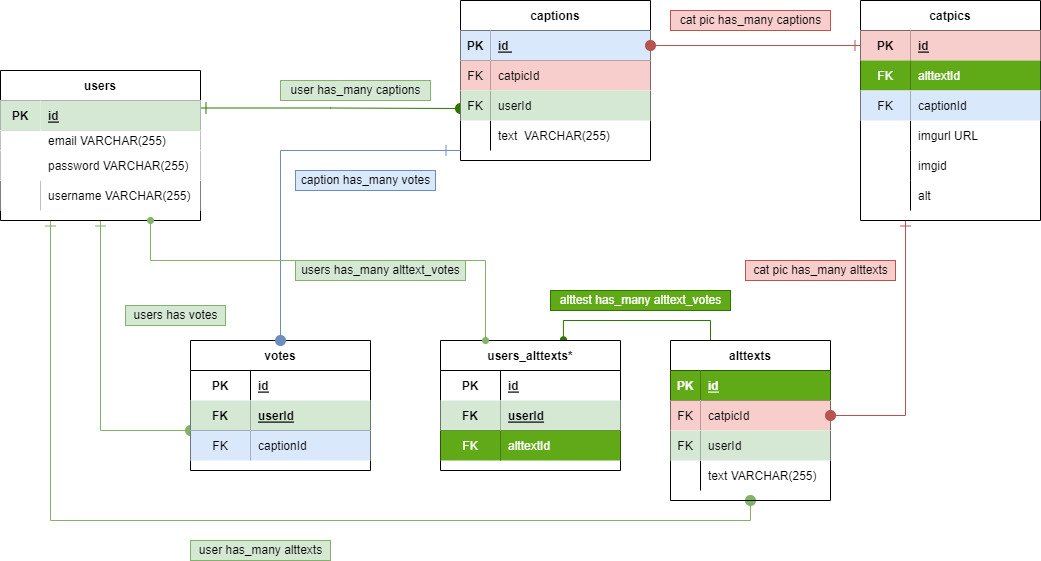 captions
PK id
FK catpicId
FK userId
text VARCHAR(255)
cat pic has_many captions
catpics
PK id
FK alttextId
FK captionId
imgurl URL
imgid
alt
users
PK id
email VARCHAR(255)
password VARCHAR(255)
username VARCHAR(255)
user has_many captions
caption has_many votes
users has_many alttext_votes
cat pic has_many alttexts
alttest has_many alttext_votes
users has votes
votes
PK id
FK userId
FK captionId
users_alttexts*
PK id
FK userId
FK alttextId
alttexts
PK id
FK catpicId
FK userId
text VARCHAR(255)
user has_many alttexts